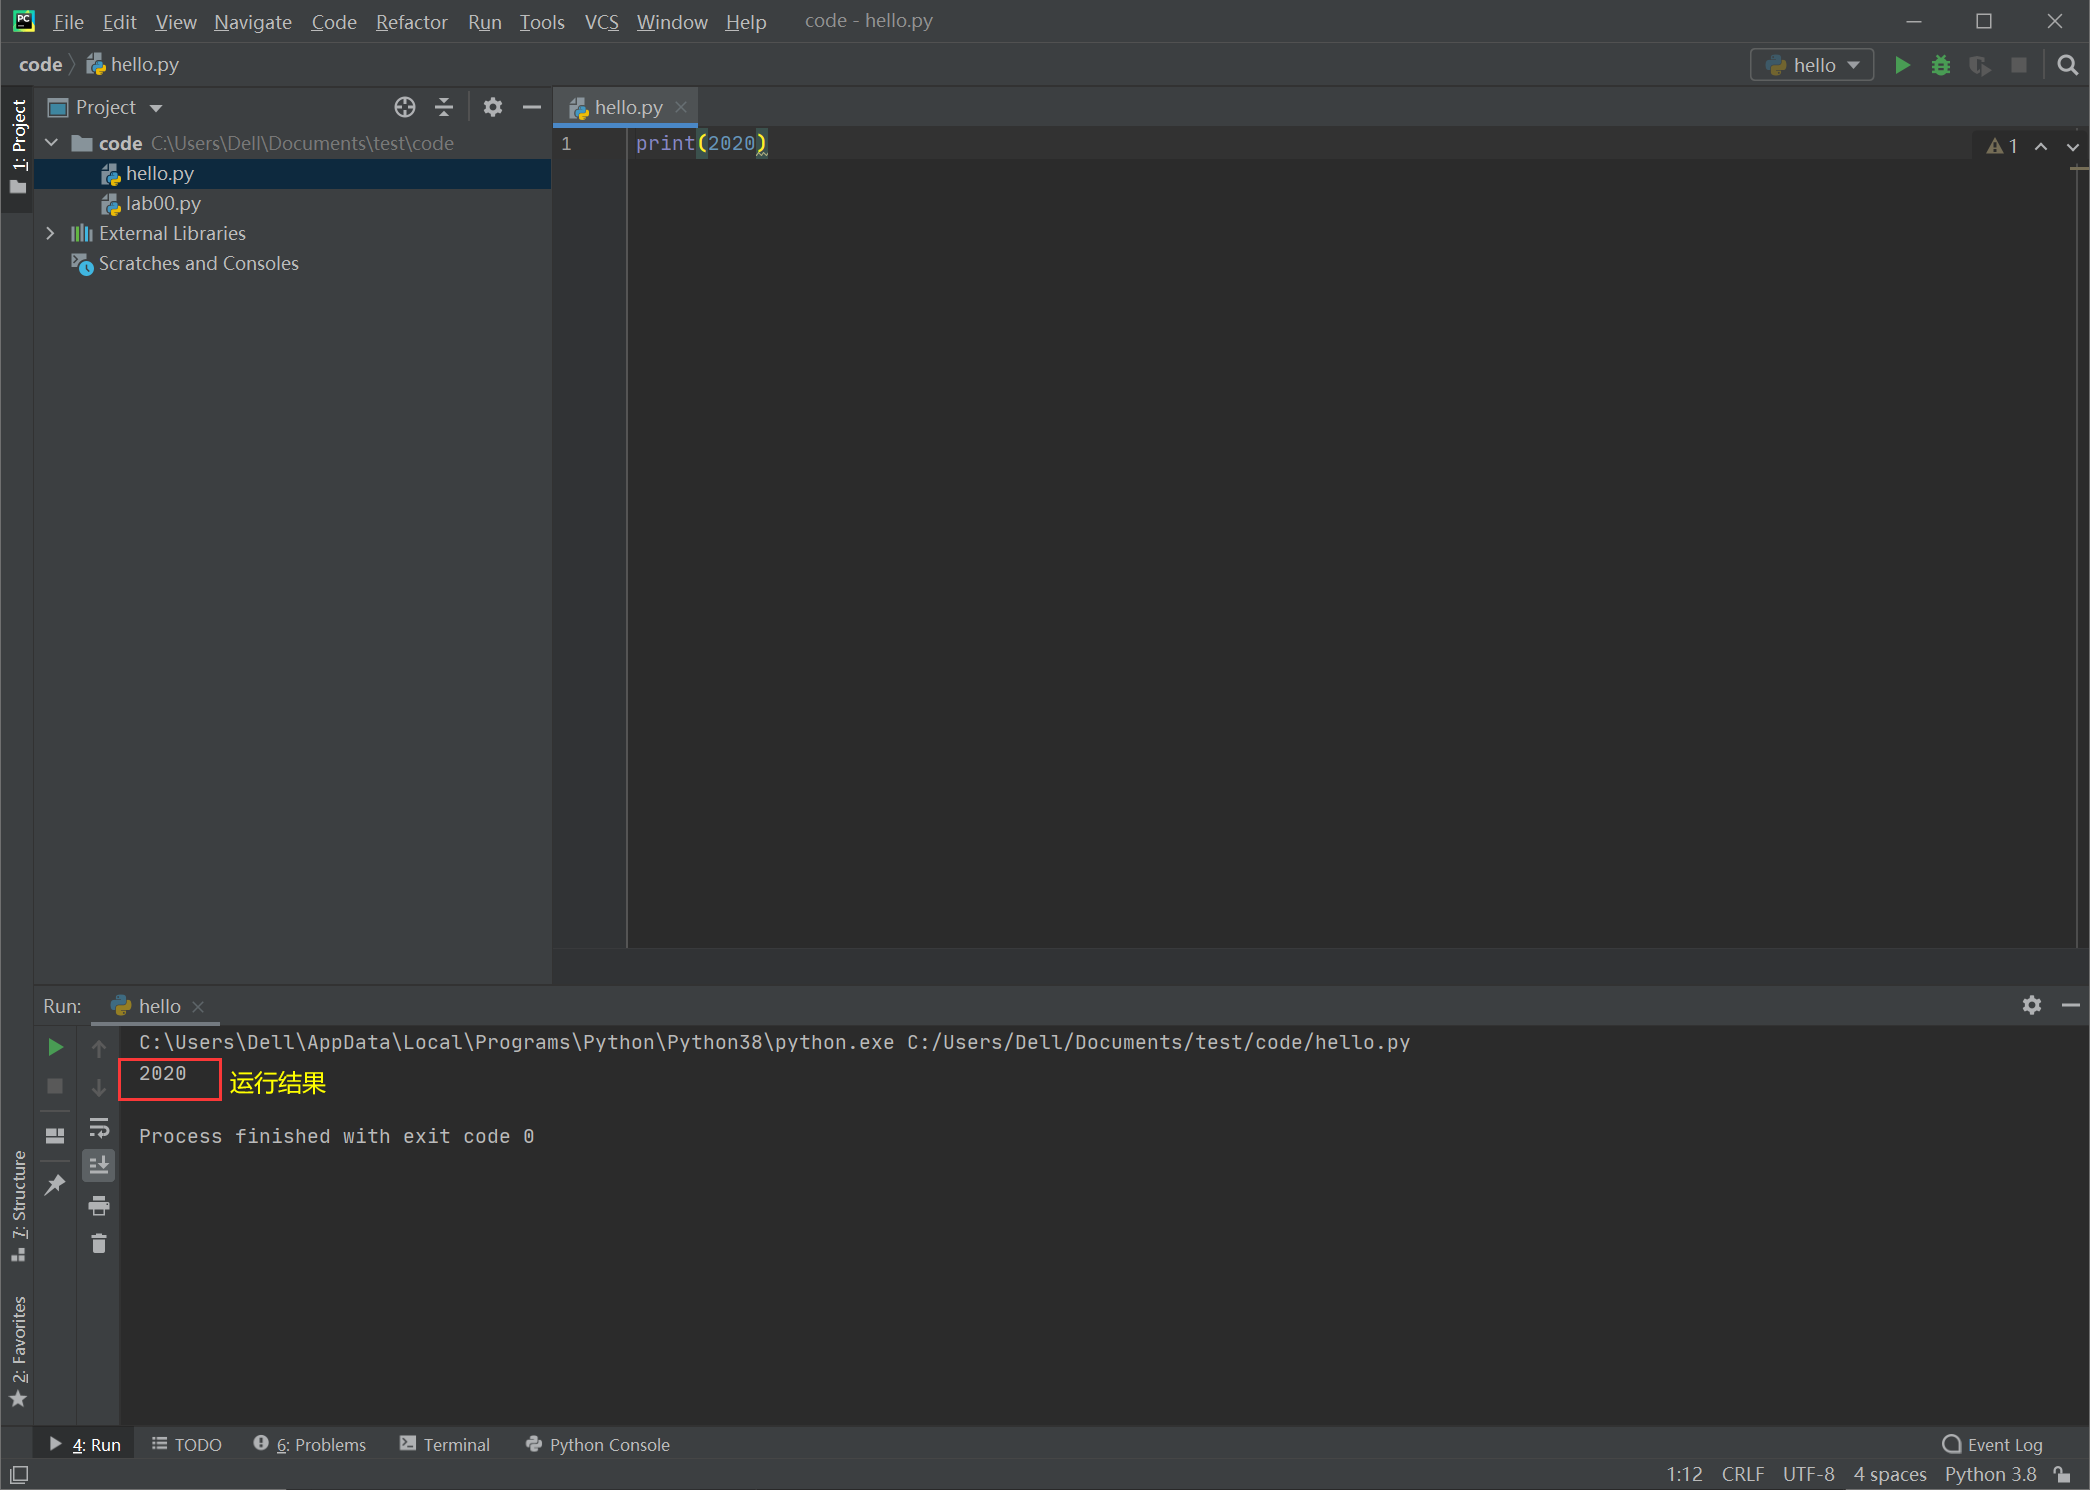 PC File Edit View Navigate Code Refactor Run Tools VCS Window Help code - hello.py
code hello.py hello
1: Project
Project hello.py
code C:\Users\Dell\Documents\test\code
hello.py
lab00.py
External Libraries
Scratches and Consoles
1 print(2020) 1
Run: hello
C:\Users\Dell\AppData\Local\Programs\Python\Python38\python.exe C:/Users/Dell/Documents/test/code/hello.py
2020 运行结果
Process finished with exit code 0
7: Structure
2: Favorites
4: Run TODO 6: Problems Terminal Python Console Event Log
1:12 CRLF UTF-8 4 spaces Python 3.8